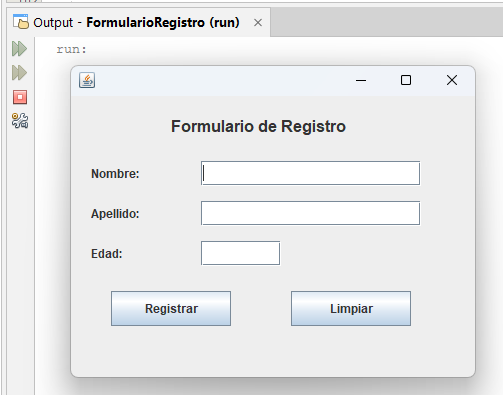 Output - FormularioRegistro (run)
run:
Formulario de Registro
Nombre:
Apellido:
Edad:
Registrar
Limpiar